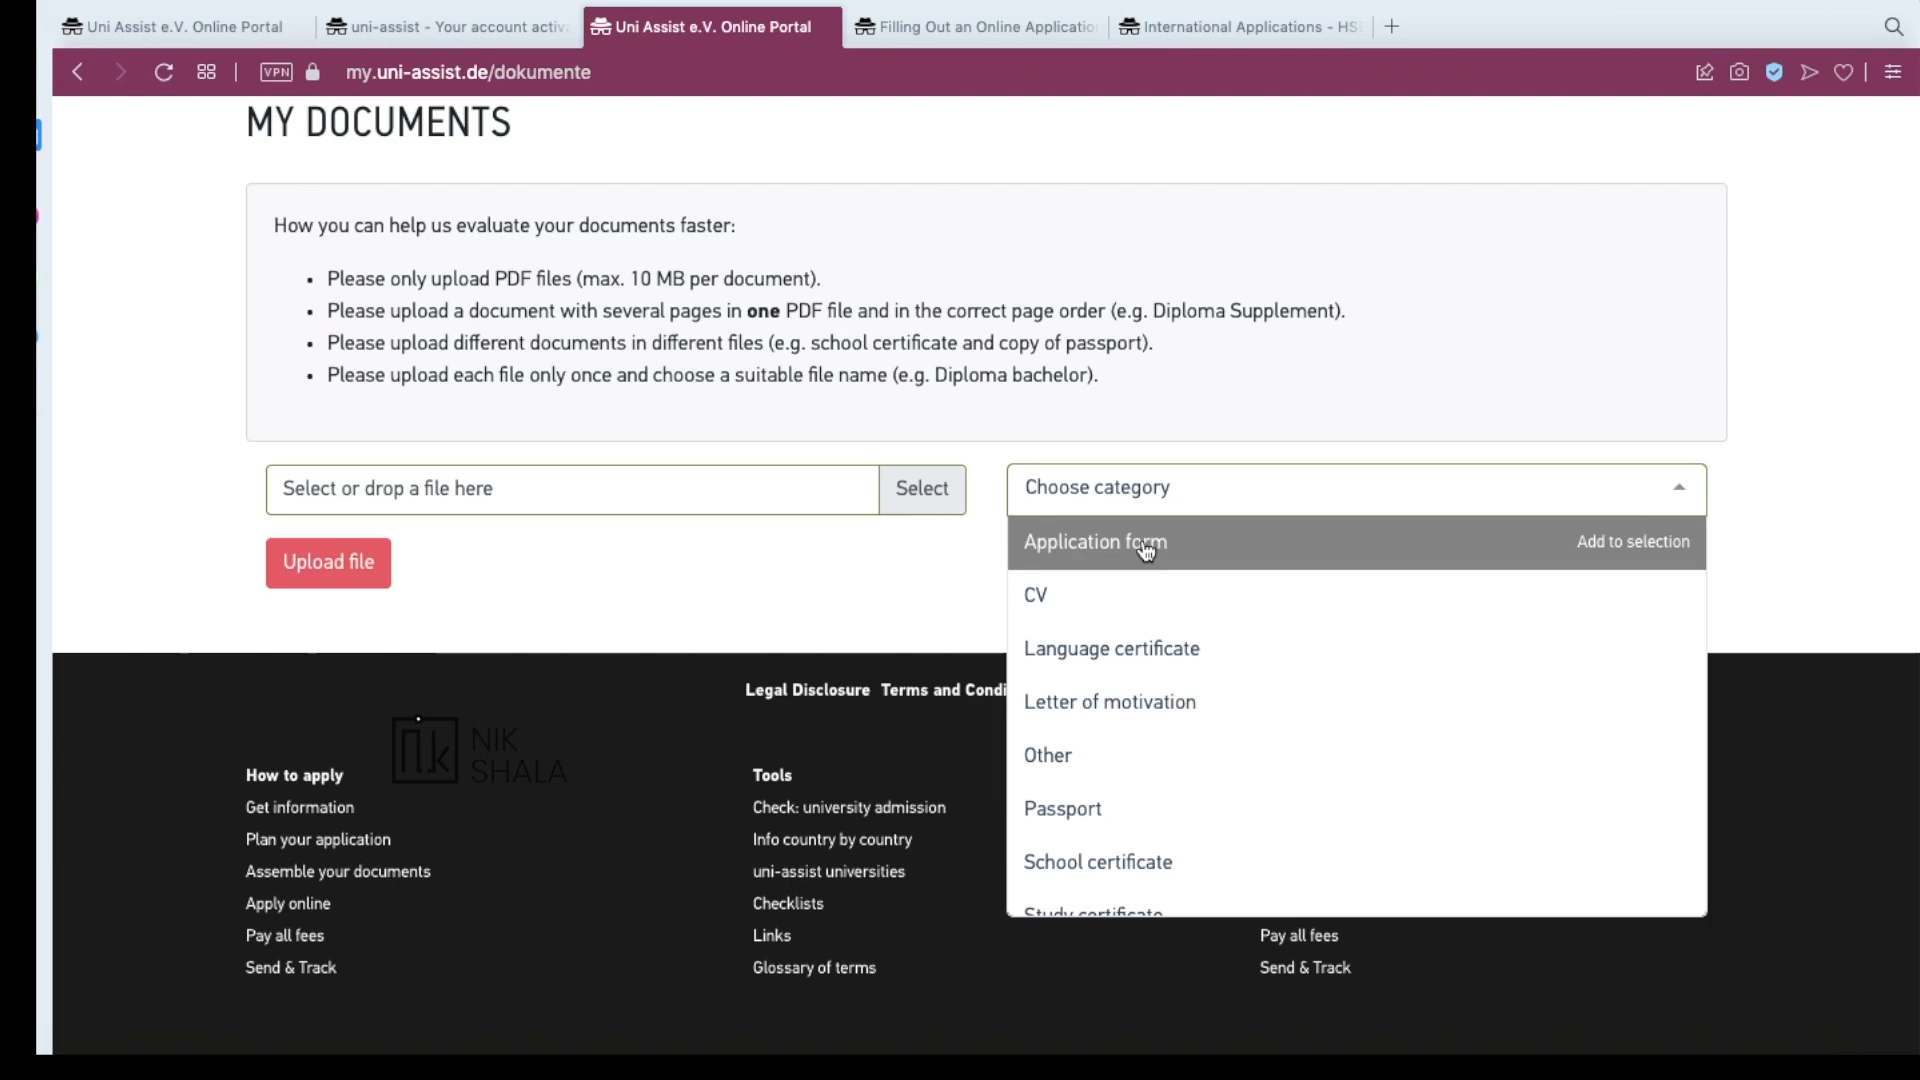 Uni Assist e.V. Online Portal
uni-assist - Your account activ
Uni Assist e.V. Online Portal
Filling Out an Online Applicatio
International Applications - HS
VPN
my.uni-assist.de/dokumente
MY DOCUMENTS
How you can help us evaluate your documents faster:
• Please only upload PDF files (max. 10 MB per document).
• Please upload a document with several pages in one PDF file and in the correct page order (e.g. Diploma Supplement).
• Please upload different documents in different files (e.g. school certificate and copy of passport).
• Please upload each file only once and choose a suitable file name (e.g. Diploma bachelor).
Select or drop a file here
Select
Choose category
Upload file
Application form
Add to selection
CV
Language certificate
Letter of motivation
Other
Passport
School certificate
Study certificate
Legal Disclosure Terms and Condi
nk NIK
SHALA
How to apply
Get information
Plan your application
Assemble your documents
Apply online
Pay all fees
Send & Track
Tools
Check: university admission
Info country by country
uni-assist universities
Checklists
Links
Glossary of terms
Pay all fees
Send & Track